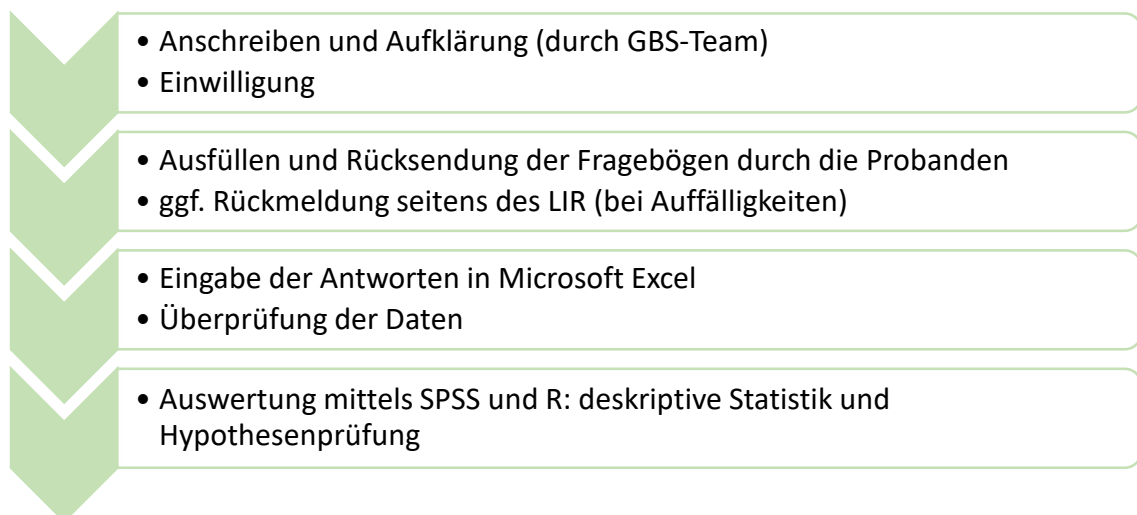 • Anschreiben und Aufklärung (durch GBS-Team)
• Einwilligung
• Ausfüllen und Rücksendung der Fragebögen durch die Probanden
• ggf. Rückmeldung seitens des LIR (bei Auffälligkeiten)
• Eingabe der Antworten in Microsoft Excel
• Überprüfung der Daten
• Auswertung mittels SPSS und R: deskriptive Statistik und
Hypothesenprüfung